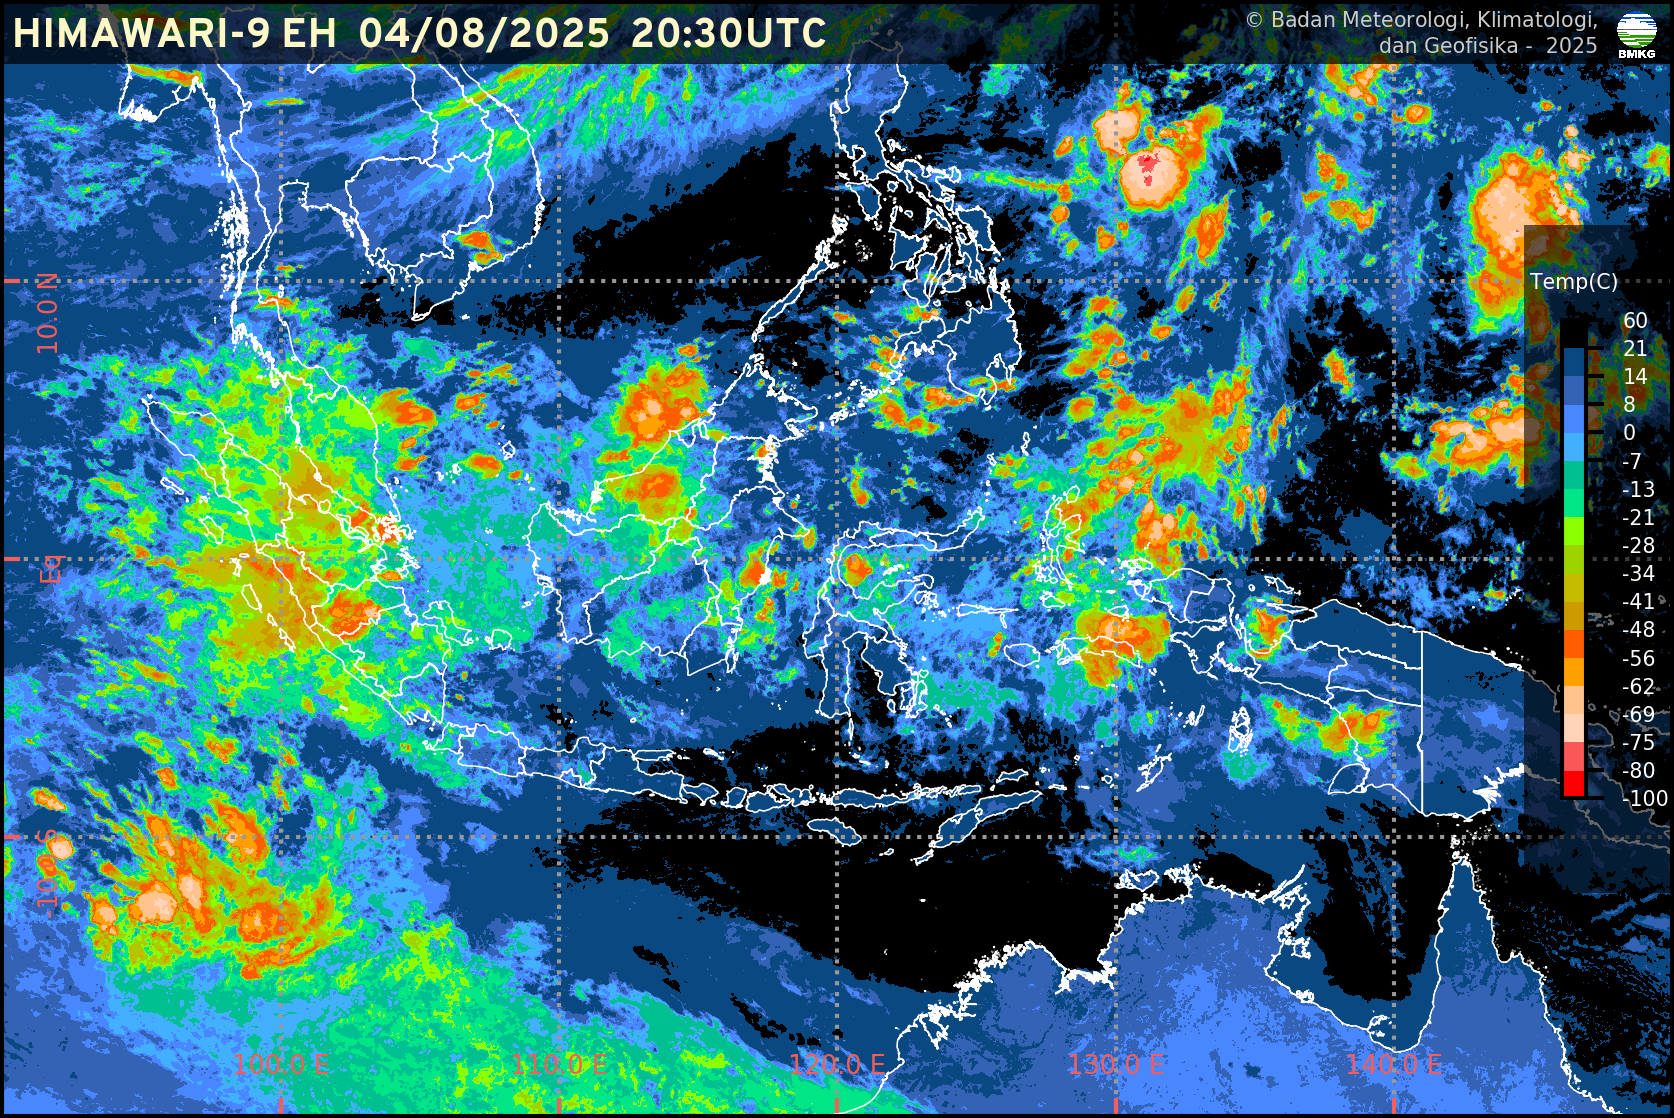 HIMAWARI-9 EH 04/08/2025 20:30UTC
© Badan Meteorologi, Klimatologi,
dan Geofisika - 2025
BMKG
10.0 N
Eq
-10.0 S
Temp(C)
60
21
14
8
0
-7
-13
-21
-28
-34
-41
-48
-56
-62
-69
-75
-80
-100
100.0 E
110.0 E
120.0 E
130.0 E
140.0 E